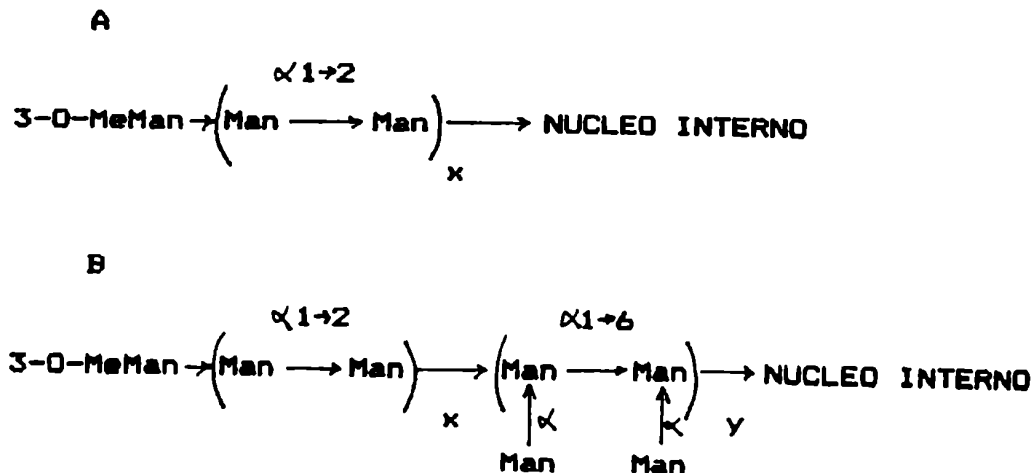 A
α1→2
3-O-MeMan→(Man ⟶ Man)x ⟶ NUCLEO INTERNO
B
α1→2 α1→6
3-O-MeMan→(Man ⟶ Man)x ⟶ (Man ⟶ Man)y ⟶ NUCLEO INTERNO
α α
Man Man